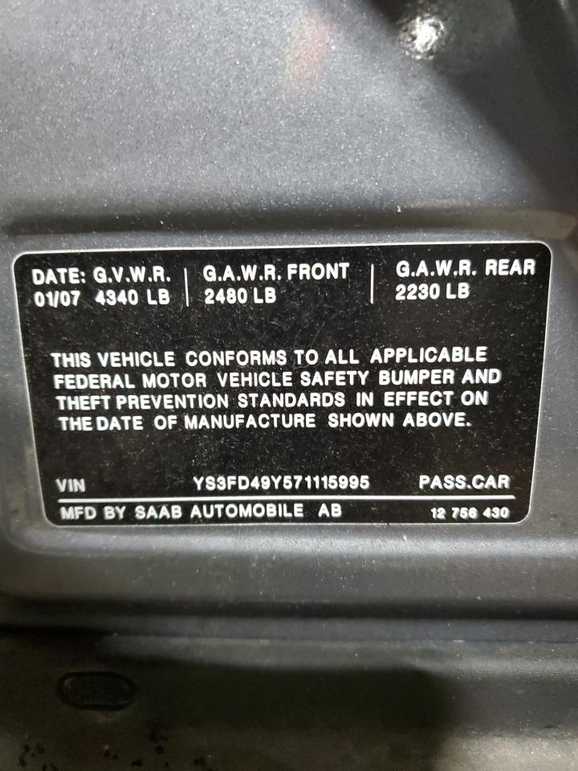 DATE: G.V.W.R. | G.A.W.R. FRONT | G.A.W.R. REAR
01/07 4340 LB | 2480 LB | 2230 LB
THIS VEHICLE CONFORMS TO ALL APPLICABLE
FEDERAL MOTOR VEHICLE SAFETY BUMPER AND
THEFT PREVENTION STANDARDS IN EFFECT ON
THE DATE OF MANUFACTURE SHOWN ABOVE.
VIN YS3FD49Y571115995 PASS.CAR
MFD BY SAAB AUTOMOBILE AB 12 756 430